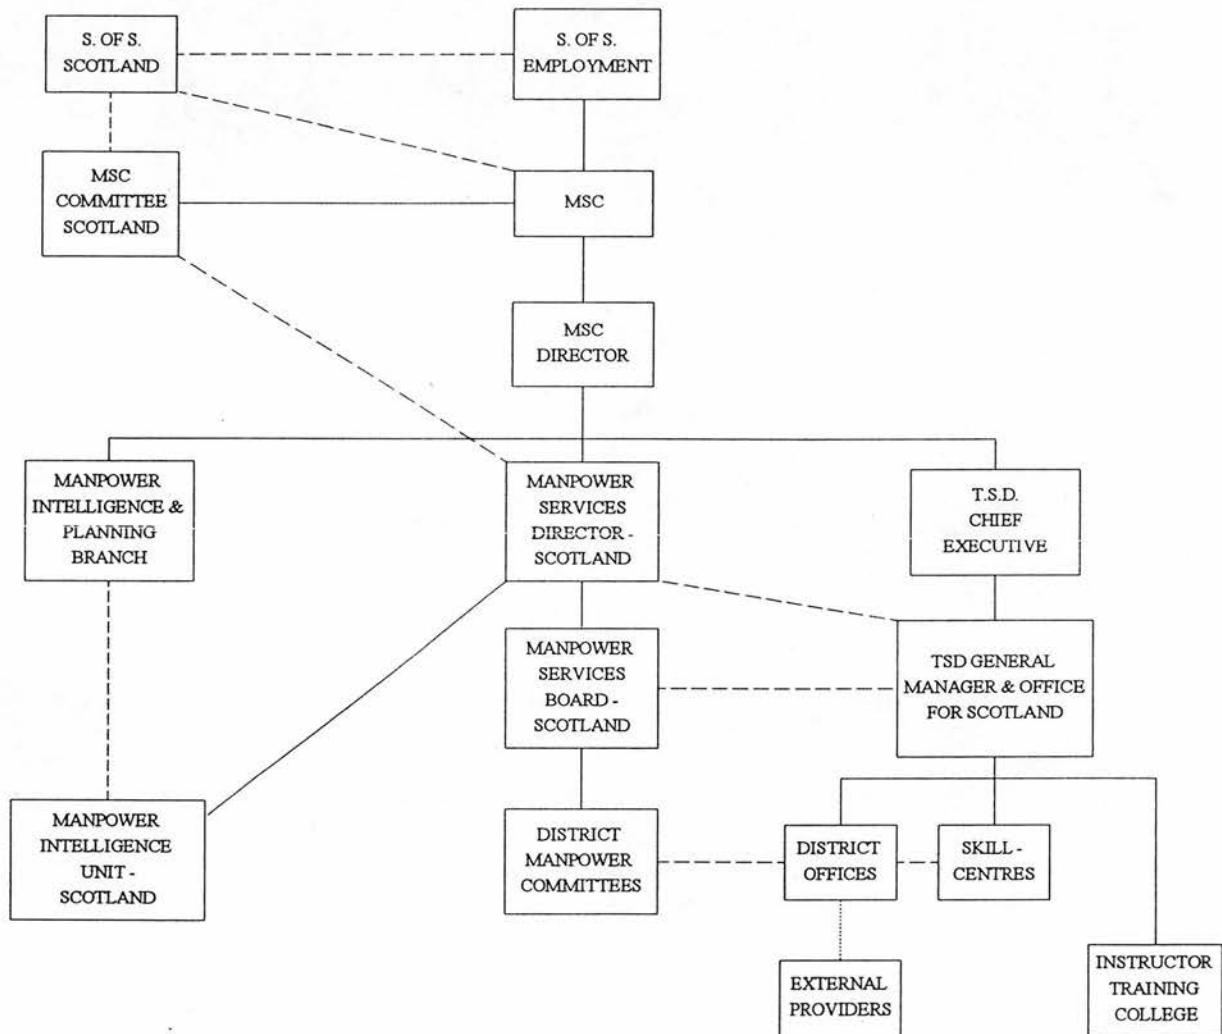 S. OF S.
SCOTLAND
S. OF S.
EMPLOYMENT
MSC
COMMITTEE
SCOTLAND
MSC
MSC
DIRECTOR
MANPOWER
INTELLIGENCE &
PLANNING
BRANCH
MANPOWER
SERVICES
DIRECTOR -
SCOTLAND
T.S.D.
CHIEF
EXECUTIVE
MANPOWER
SERVICES
BOARD -
SCOTLAND
TSD GENERAL
MANAGER & OFFICE
FOR SCOTLAND
MANPOWER
INTELLIGENCE
UNIT -
SCOTLAND
DISTRICT
MANPOWER
COMMITTEES
DISTRICT
OFFICES
SKILL -
CENTRES
EXTERNAL
PROVIDERS
INSTRUCTOR
TRAINING
COLLEGE